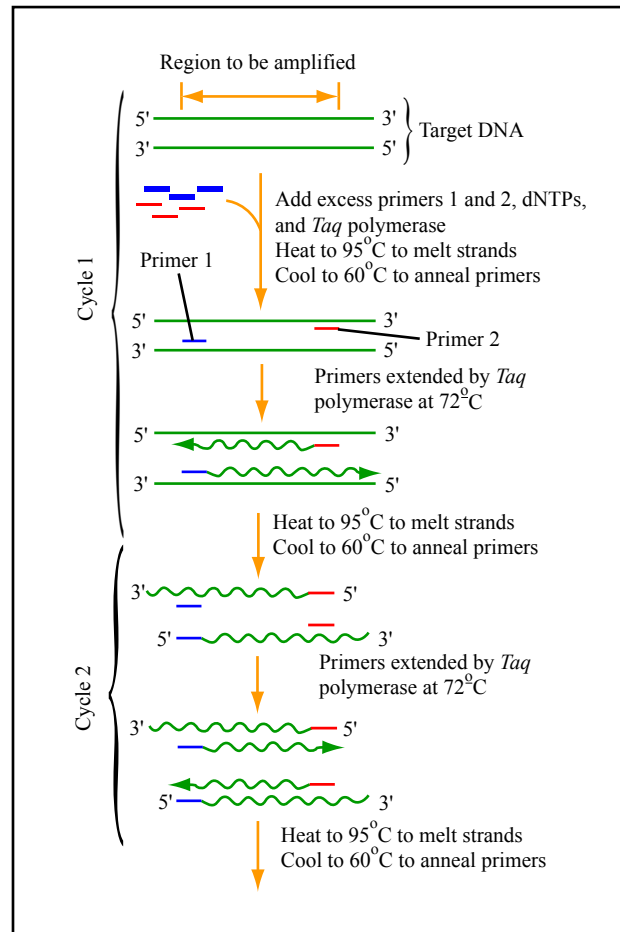 Region to be amplified
5' 3'
3' 5'
Target DNA
Add excess primers 1 and 2, dNTPs,
and Taq polymerase
Heat to 95°C to melt strands
Cool to 60°C to anneal primers
Primer 1
Cycle 1
5' 3'
Primer 2
3' 5'
Primers extended by Taq
polymerase at 72°C
5' 3'
3' 5'
Heat to 95°C to melt strands
Cool to 60°C to anneal primers
Cycle 2
3' 5'
5' 3'
Primers extended by Taq
polymerase at 72°C
3' 5'
5' 3'
Heat to 95°C to melt strands
Cool to 60°C to anneal primers